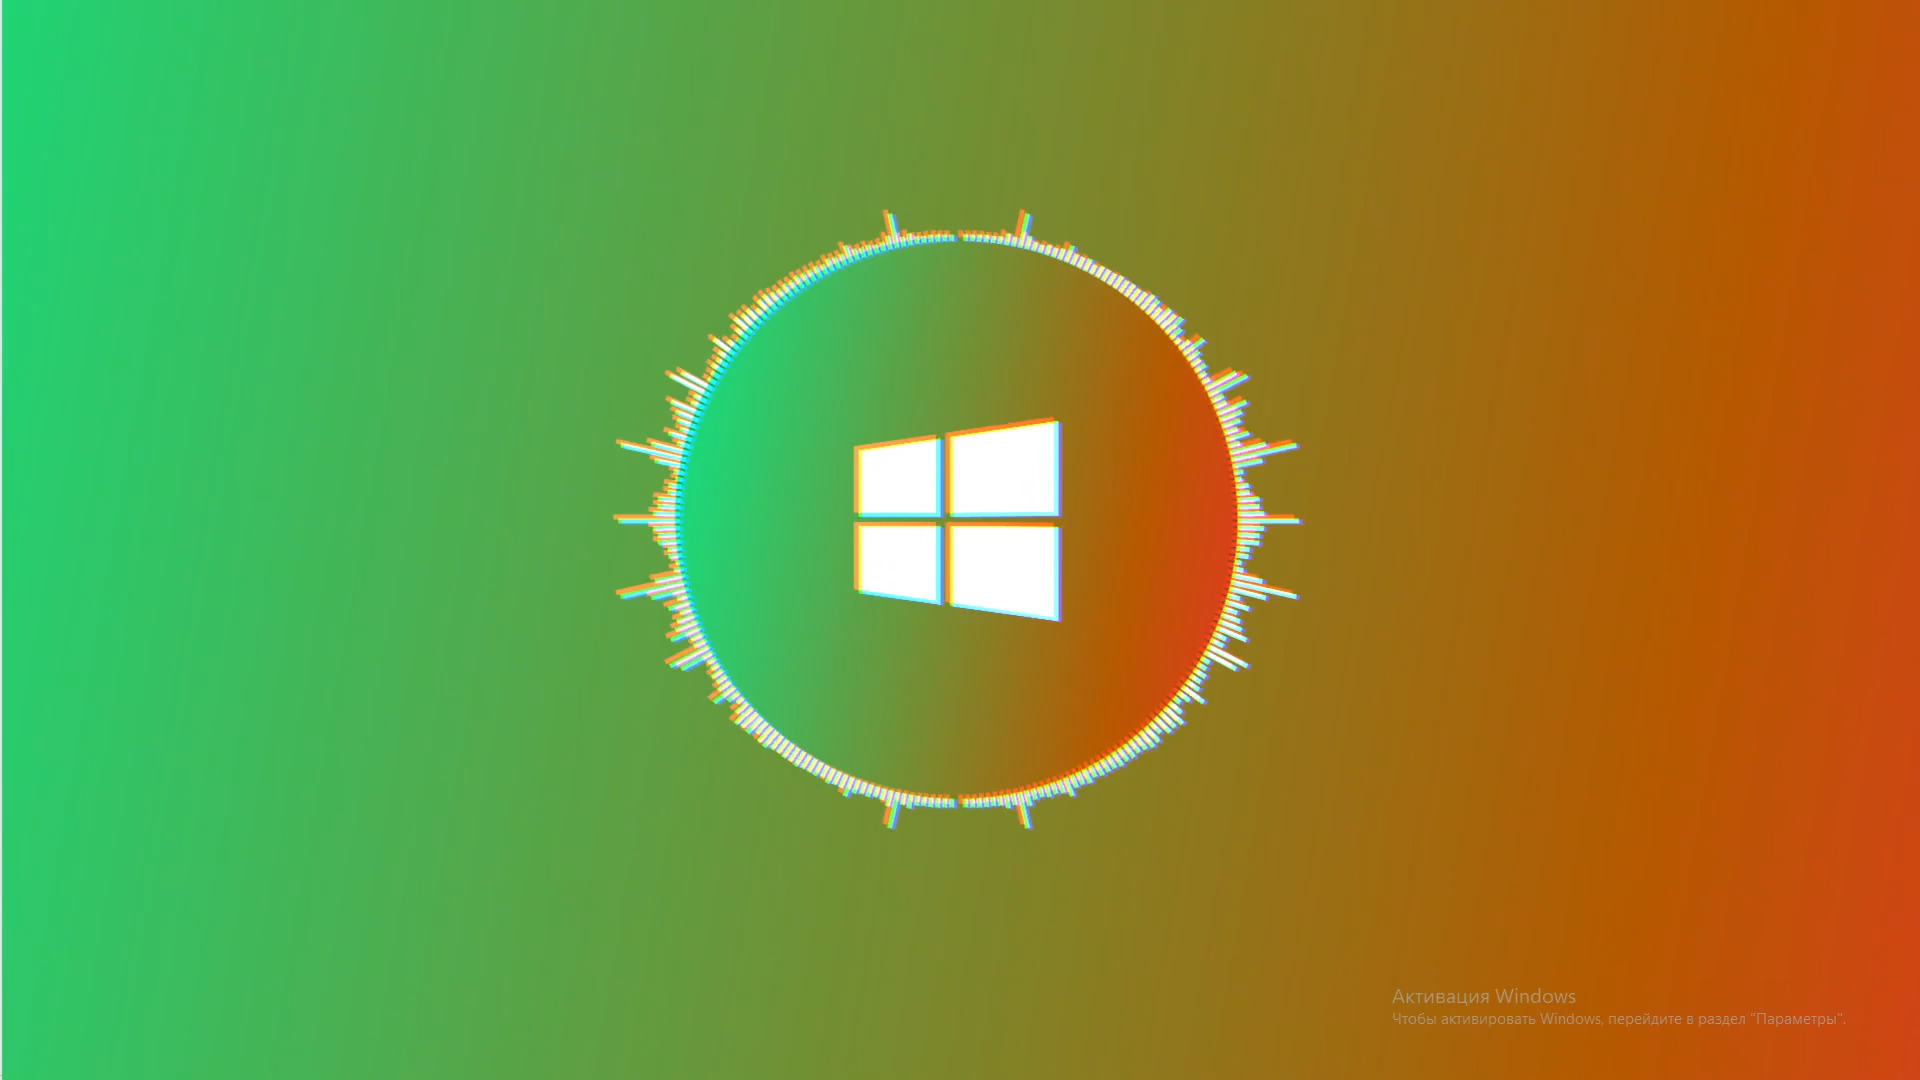 Активация Windows
Чтобы активировать Windows, перейдите в раздел "Параметры".